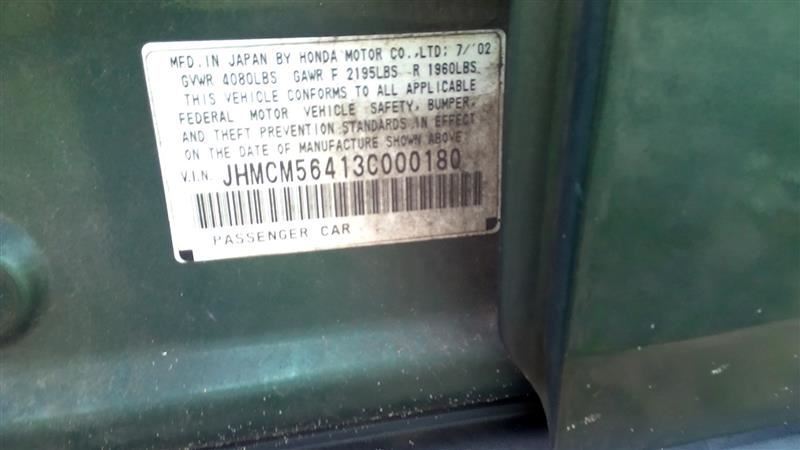 MFD. IN JAPAN BY HONDA MOTOR CO., LTD: 7/'02
GVWR 4080LBS GAWR F 2195LBS R 1960LBS
THIS VEHICLE CONFORMS TO ALL APPLICABLE
FEDERAL MOTOR VEHICLE SAFETY, BUMPER,
AND THEFT PREVENTION STANDARDS IN EFFECT
ON THE DATE OF MANUFACTURE SHOWN ABOVE.
V.I.N. JHMCM56413C000180
PASSENGER CAR